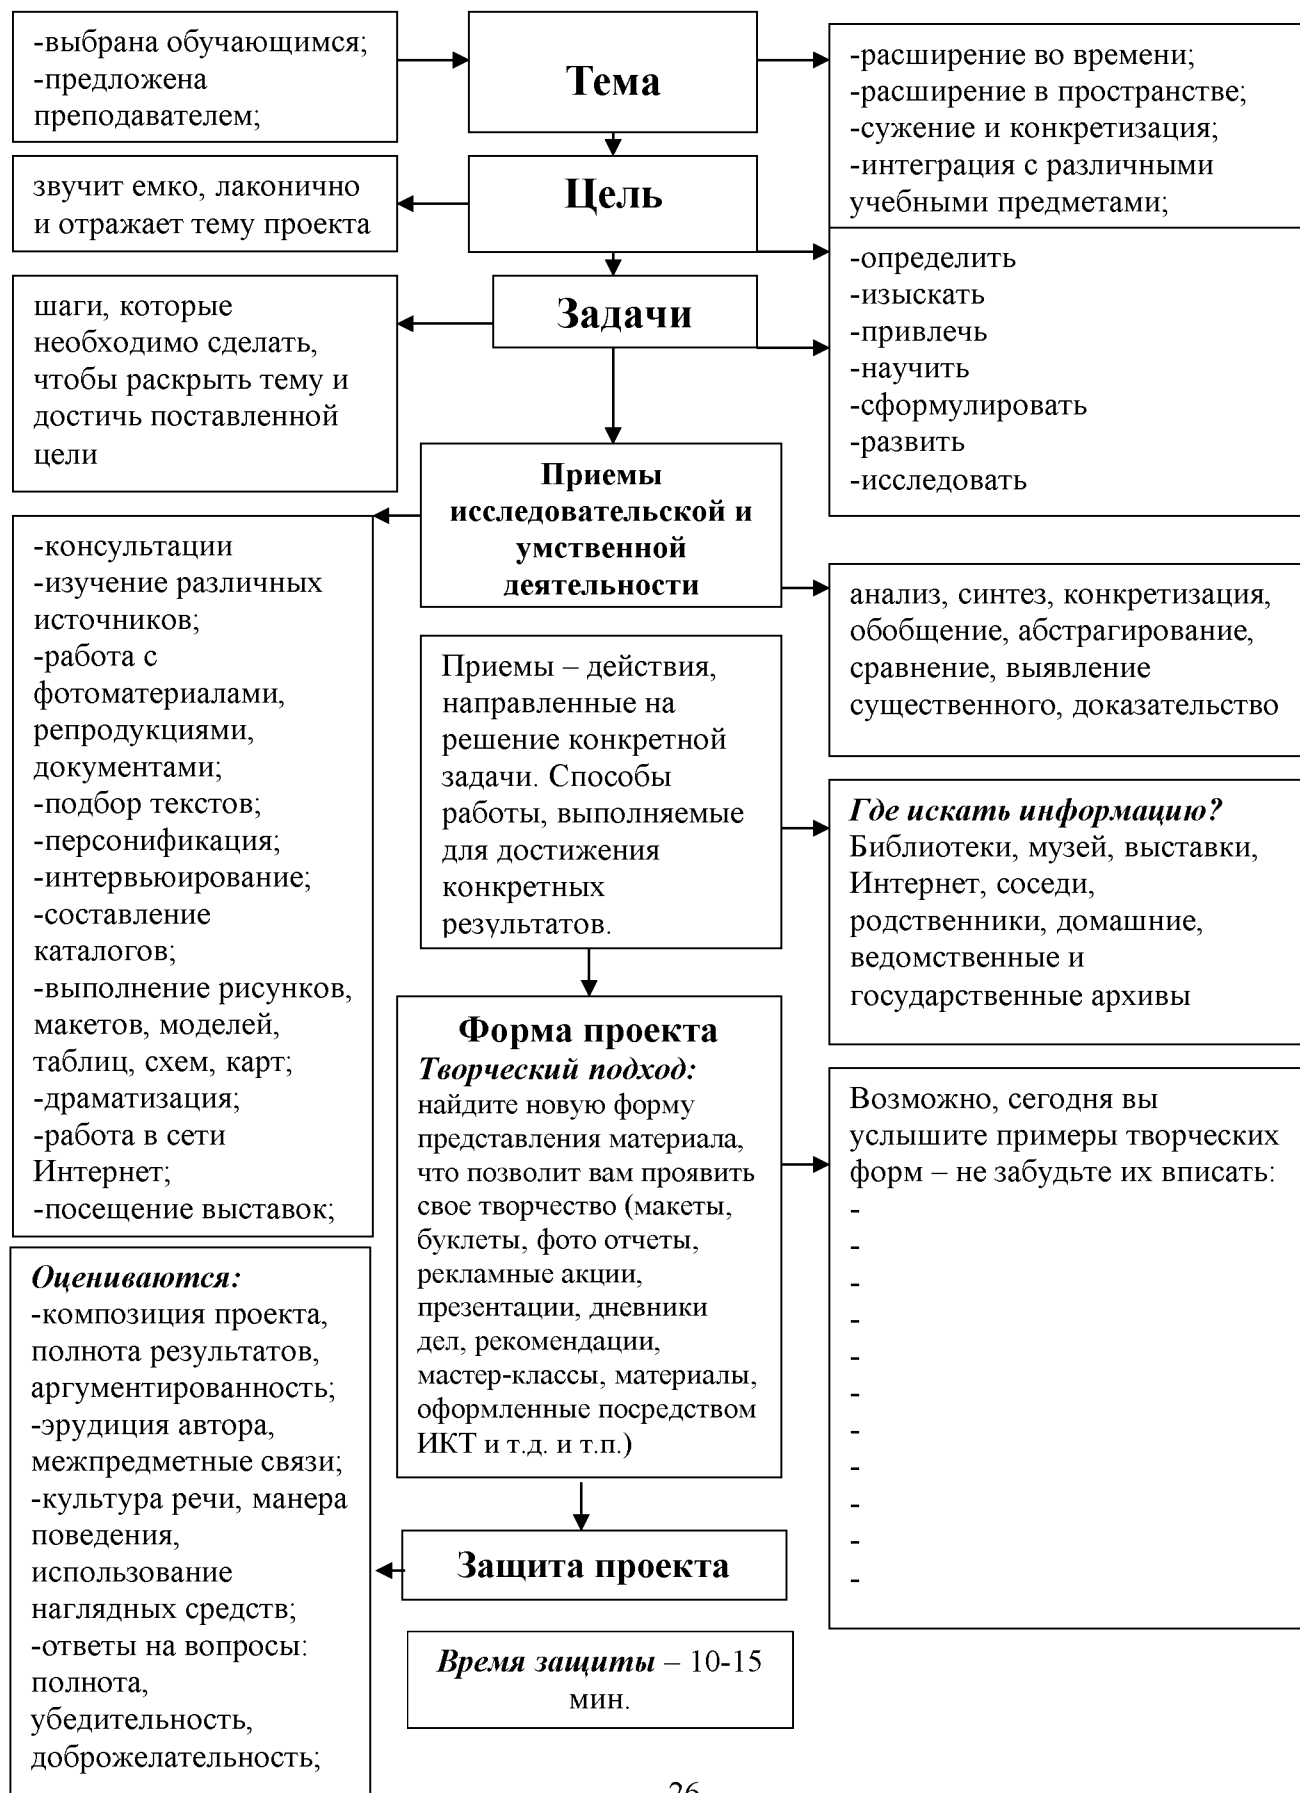 -выбрана обучающимся;
-предложена
преподавателем;
Тема
-расширение во времени;
-расширение в пространстве;
-сужение и конкретизация;
-интеграция с различными
учебными предметами;
звучит емко, лаконично
и отражает тему проекта
Цель
-определить
-изыскать
-привлечь
-научить
-сформулировать
-развить
-исследовать
шаги, которые
необходимо сделать,
чтобы раскрыть тему и
достичь поставленной
цели
Задачи
Приемы
исследовательской и
умственной
деятельности
-консультации
-изучение различных
источников;
-работа с
фотоматериалами,
репродукциями,
документами;
-подбор текстов;
-персонификация;
-интервьюирование;
-составление
каталогов;
-выполнение рисунков,
макетов, моделей,
таблиц, схем, карт;
-драматизация;
-работа в сети
Интернет;
-посещение выставок;
анализ, синтез, конкретизация,
обобщение, абстрагирование,
сравнение, выявление
существенного, доказательство
Приемы – действия,
направленные на
решение конкретной
задачи. Способы
работы, выполняемые
для достижения
конкретных
результатов.
Где искать информацию?
Библиотеки, музей, выставки,
Интернет, соседи,
родственники, домашние,
ведомственные и
государственные архивы
Форма проекта
Творческий подход:
найдите новую форму
представления материала,
что позволит вам проявить
свое творчество (макеты,
буклеты, фото отчеты,
рекламные акции,
презентации, дневники
дел, рекомендации,
мастер-классы, материалы,
оформленные посредством
ИКТ и т.д. и т.п.)
Возможно, сегодня вы
услышите примеры творческих
форм – не забудьте их вписать:
-
-
-
-
-
-
-
-
-
-
-
Оцениваются:
-композиция проекта,
полнота результатов,
аргументированность;
-эрудиция автора,
межпредметные связи;
-культура речи, манера
поведения,
использование
наглядных средств;
-ответы на вопросы:
полнота,
убедительность,
доброжелательность;
Защита проекта
Время защиты – 10-15
мин.
26